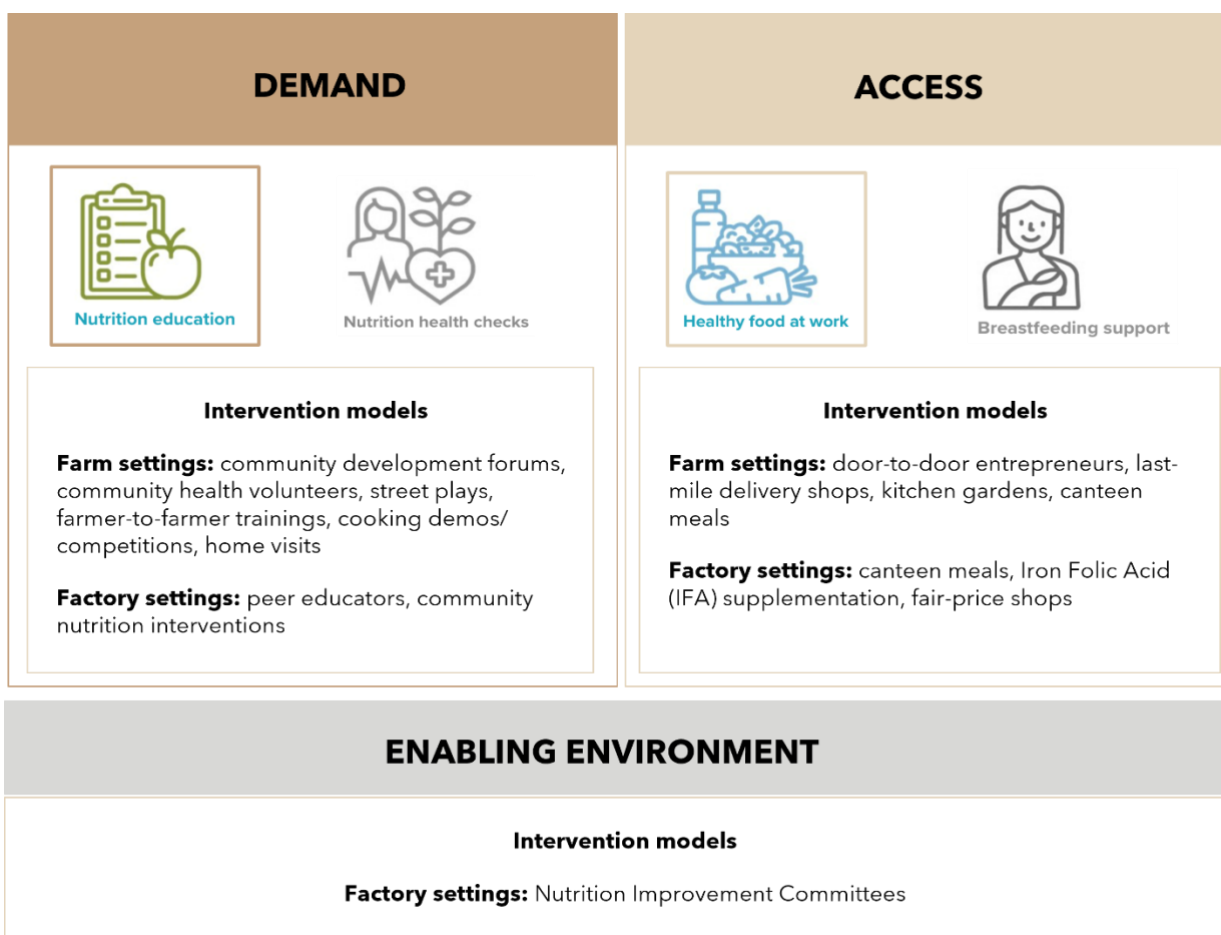 DEMAND
ACCESS
Nutrition education
Nutrition health checks
Healthy food at work
Breastfeeding support
Intervention models
Farm settings: community development forums,
community health volunteers, street plays,
farmer-to-farmer trainings, cooking demos/
competitions, home visits
Factory settings: peer educators, community
nutrition interventions
Intervention models
Farm settings: door-to-door entrepreneurs, last-
mile delivery shops, kitchen gardens, canteen
meals
Factory settings: canteen meals, Iron Folic Acid
(IFA) supplementation, fair-price shops
ENABLING ENVIRONMENT
Intervention models
Factory settings: Nutrition Improvement Committees